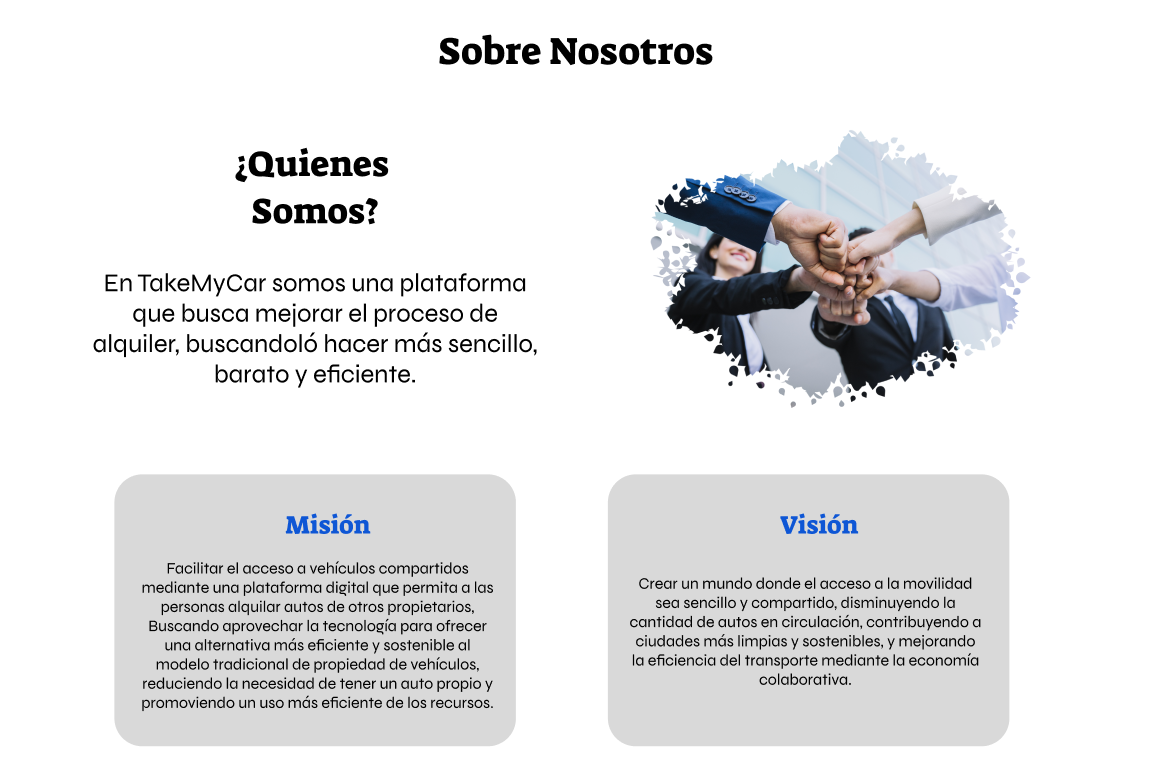 Sobre Nosotros
¿Quienes
Somos?
En TakeMyCar somos una plataforma
que busca mejorar el proceso de
alquiler, buscandoló hacer más sencillo,
barato y eficiente.
Misión
Facilitar el acceso a vehículos compartidos
mediante una plataforma digital que permita a las
personas alquilar autos de otros propietarios,
Buscando aprovechar la tecnología para ofrecer
una alternativa más eficiente y sostenible al
modelo tradicional de propiedad de vehículos,
reduciendo la necesidad de tener un auto propio y
promoviendo un uso más eficiente de los recursos.
Visión
Crear un mundo donde el acceso a la movilidad
sea sencillo y compartido, disminuyendo la
cantidad de autos en circulación, contribuyendo a
ciudades más limpias y sostenibles, y mejorando
la eficiencia del transporte mediante la economía
colaborativa.